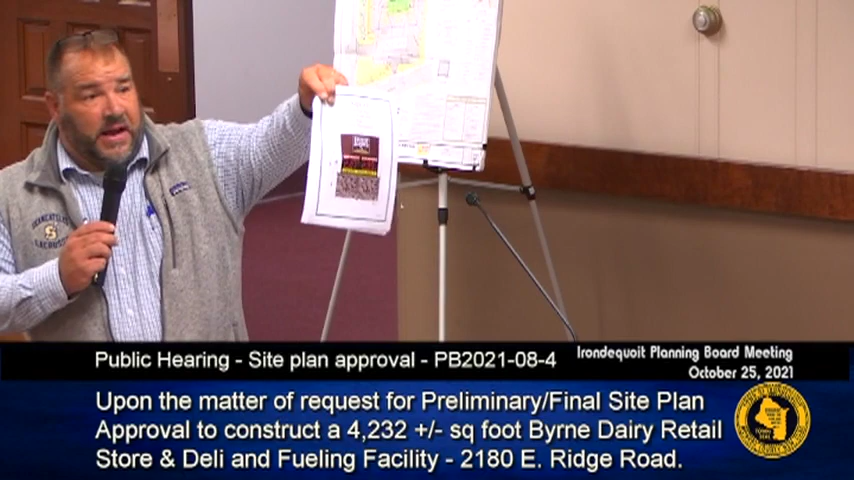 SKANEATELES
S
LACROSSE
Public Hearing - Site plan approval - PB2021-08-4
Irondequoit Planning Board Meeting
October 25, 2021
Upon the matter of request for Preliminary/Final Site Plan
Approval to construct a 4,232 +/- sq foot Byrne Dairy Retail
Store & Deli and Fueling Facility - 2180 E. Ridge Road.